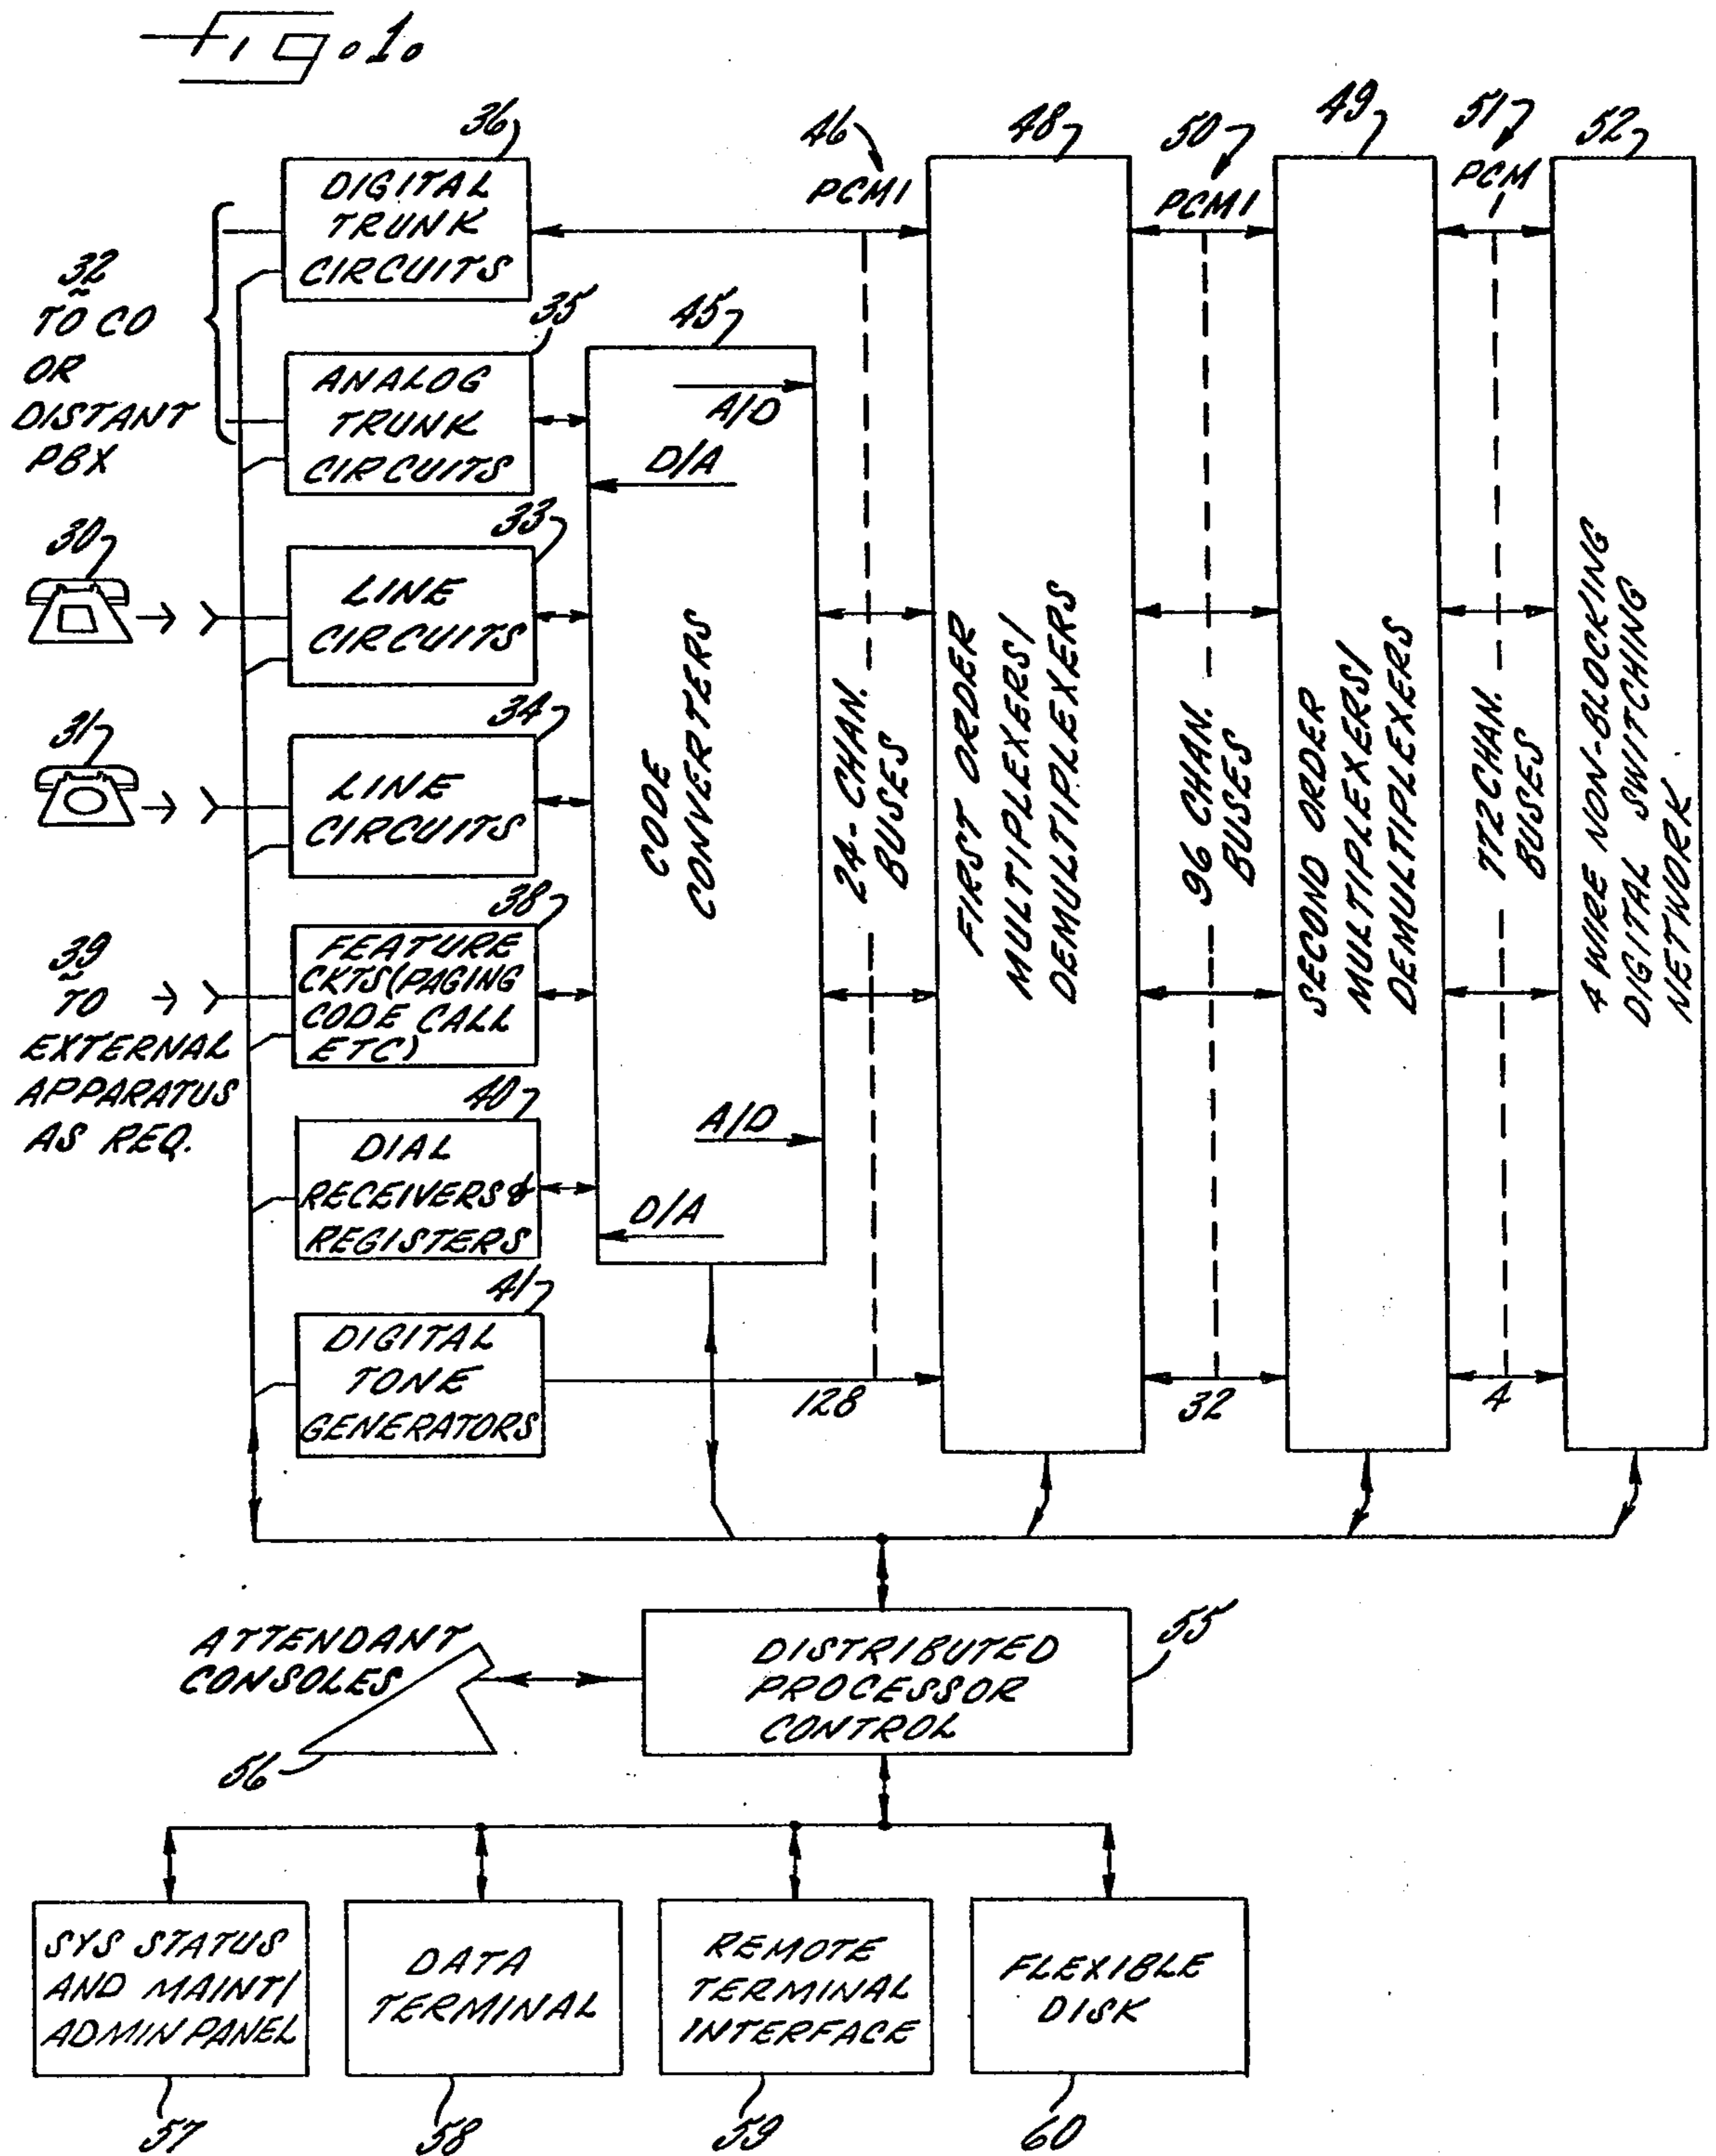 Fig. 1.
36
DIGITAL
TRUNK
CIRCUITS
46
PCM1
48
50
PCM1
49
51
PCM
1
52
32
TO CO
OR
DISTANT
PBX
35
ANALOG
TRUNK
CIRCUITS
45
A/D
D/A
30
33
LINE
CIRCUITS
31
34
LINE
CIRCUITS
CODE
CONVERTERS
24-CHAN.
BUSES
FIRST ORDER
MULTIPLEXERS/
DEMULTIPLEXERS
96 CHAN.
BUSES
SECOND ORDER
MULTIPLEXERS/
DEMULTIPLEXERS
772 CHAN.
BUSES
4 WIRE NON-BLOCKING
DIGITAL SWITCHING
NETWORK
39
TO
EXTERNAL
APPARATUS
AS REQ.
38
FEATURE
CKTS (PAGING
CODE CALL
ETC)
40
DIAL
RECEIVERS &
REGISTERS
A/D
D/A
41
DIGITAL
TONE
GENERATORS
128
32
4
ATTENDANT
CONSOLES
56
DISTRIBUTED
PROCESSOR
CONTROL
55
SYS STATUS
AND MAINT/
ADMIN PANEL
57
DATA
TERMINAL
58
REMOTE
TERMINAL
INTERFACE
59
FLEXIBLE
DISK
60